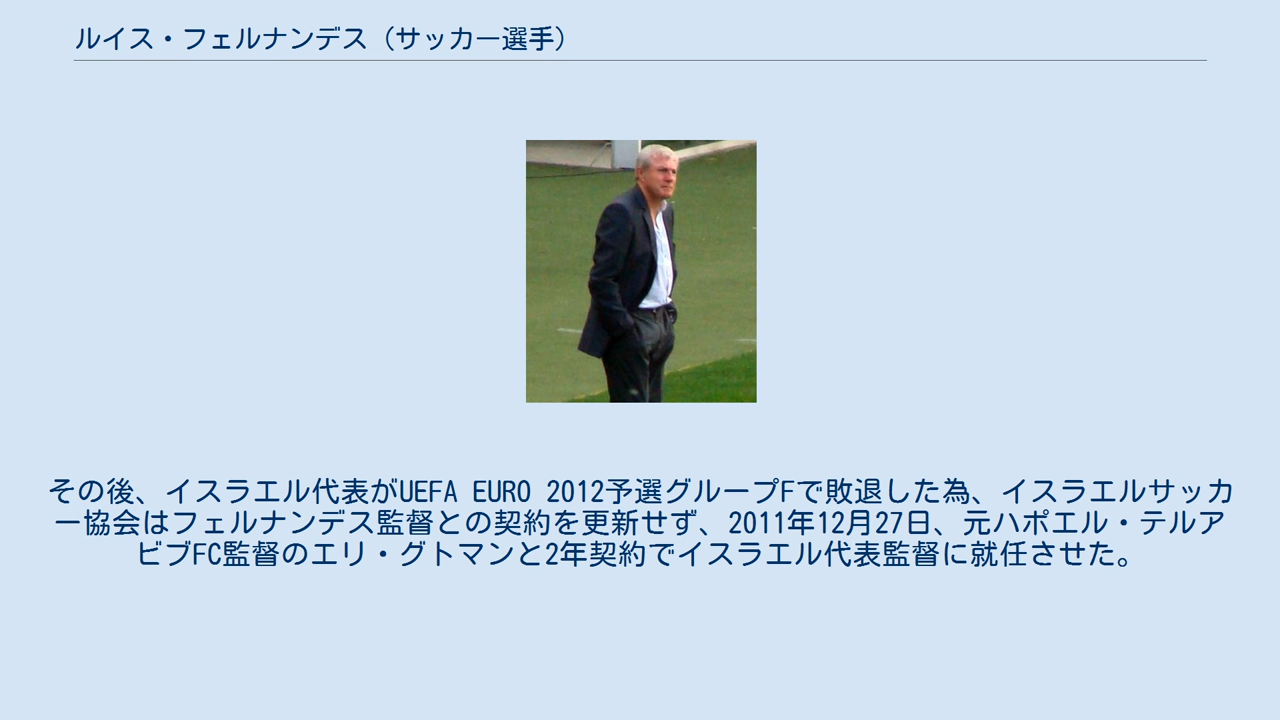 ルイス・フェルナンデス（サッカー選手）
その後、イスラエル代表がUEFA EURO 2012予選グループFで敗退した為、イスラエルサッカ
ー協会はフェルナンデス監督との契約を更新せず、2011年12月27日、元ハポエル・テルア
ビブFC監督のエリ・グトマンと2年契約でイスラエル代表監督に就任させた。